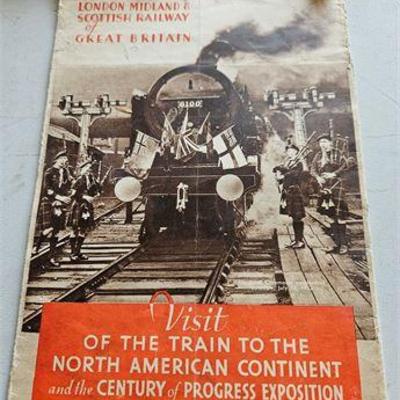 LONDON MIDLAND &
SCOTTISH RAILWAY
of
GREAT BRITAIN
6100
Visit
OF THE TRAIN TO THE
NORTH AMERICAN CONTINENT
and the CENTURY of PROGRESS EXPOSITION